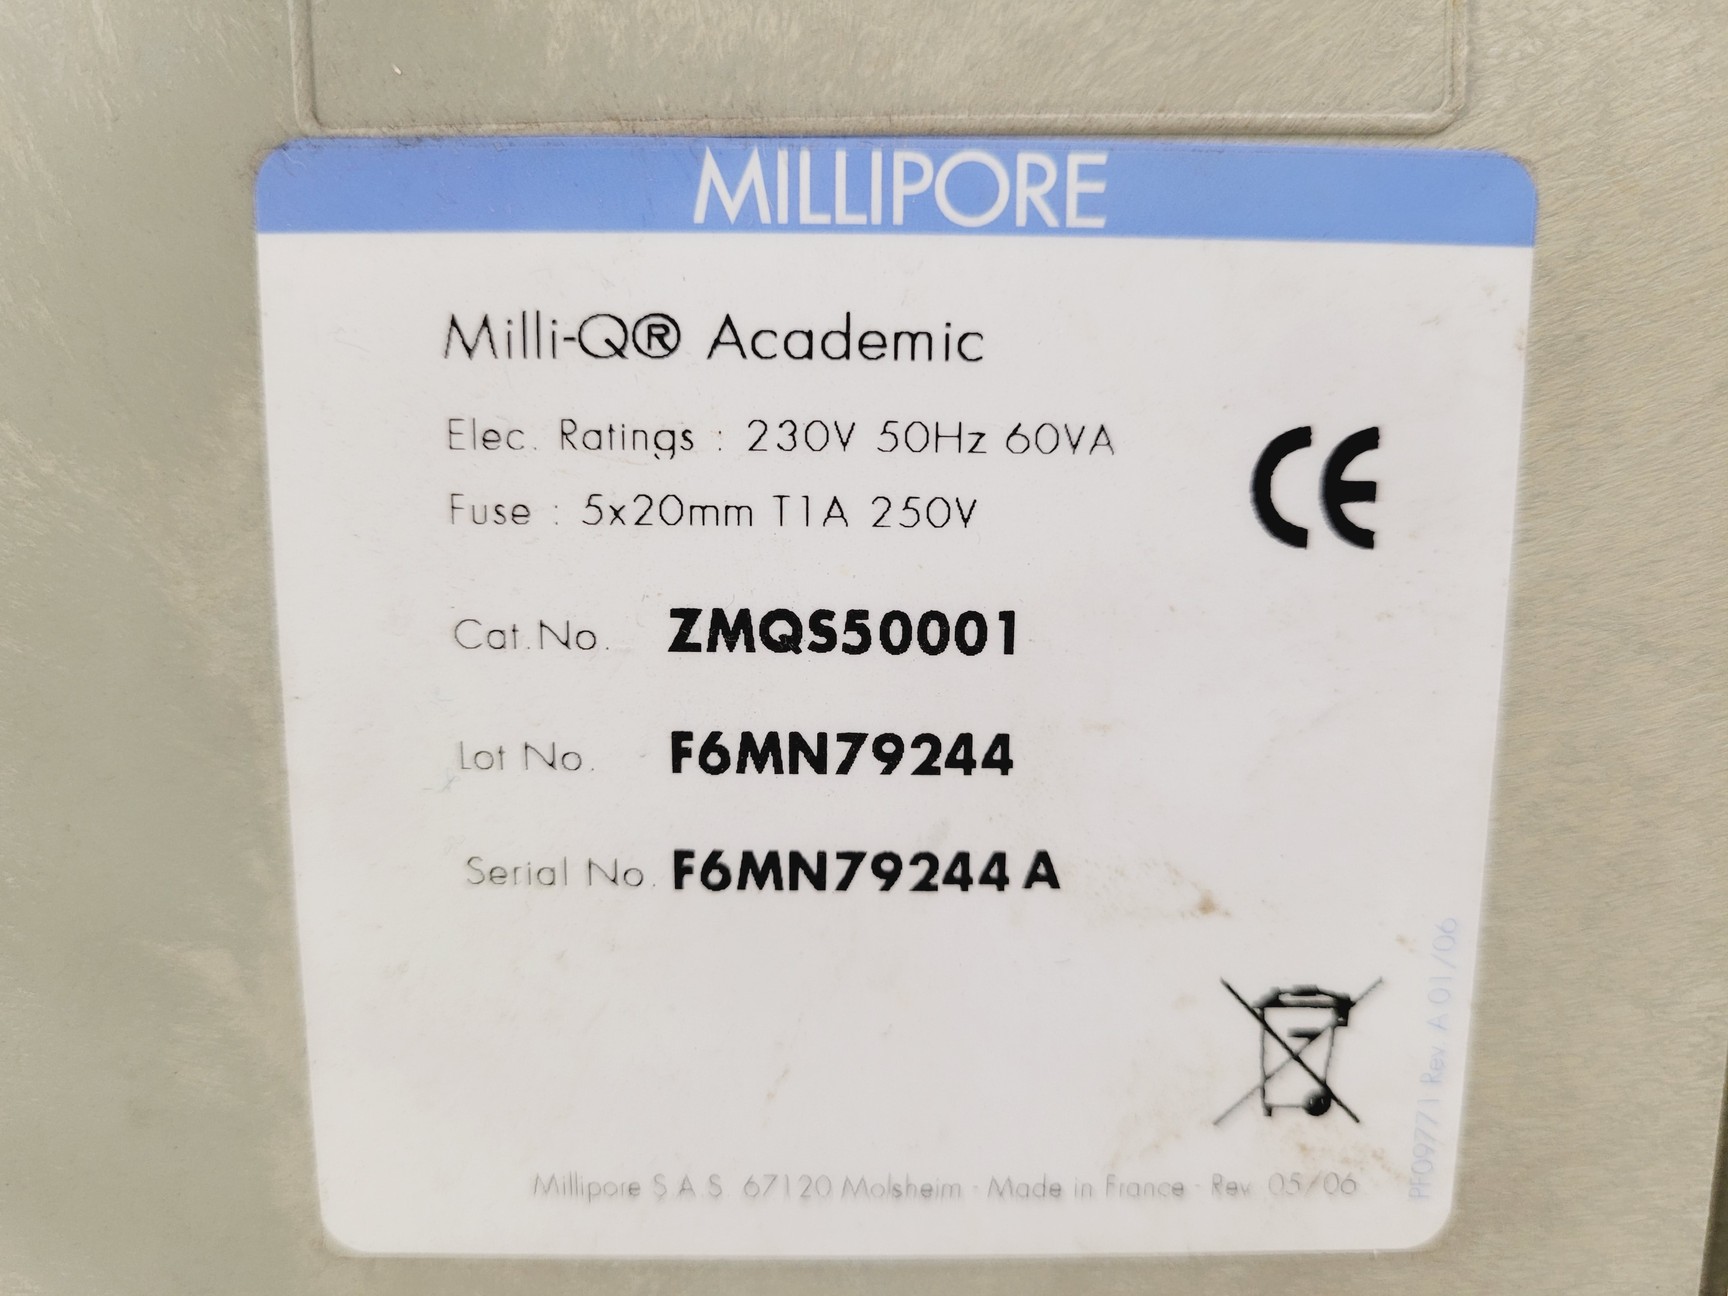 MILLIPORE
Milli-Q® Academic
Elec. Ratings : 230V 50Hz 60VA
Fuse : 5x20mm T1A 250V
CE
Cat.No. ZMQS50001
Lot No. F6MN79244
Serial No. F6MN79244 A
Millipore S.A.S 67120 Molsheim - Made in France - Rev 05/06
PF09771 Rev. A 01/06